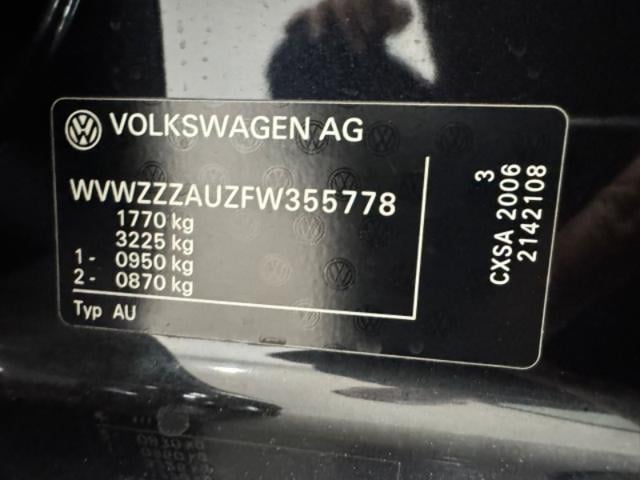 VOLKSWAGEN AG
WVWZZZAUZFW355778
1770 kg
3225 kg
1- 0950 kg
2- 0870 kg
Typ AU
3
CXSA 2006
2142108